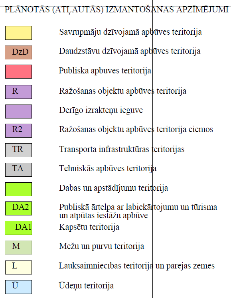 PLĀNOTĀS (ATĻAUTĀS) IZMANTOŠANAS APZĪMĒJUMI
Savrupmāju dzīvojamā apbūves teritorija
DzD Daudzstāvu dzīvojamā apbūves teritorija
Publiskā apbūves teritorija
R Ražošanas objektu apbūves teritorija
Derīgo izrakteņu ieguve
R2 Ražošanas objektu apbūves teritorija ciemos
TR Transporta infrastruktūras teritorijas
TA Tehniskās apbūves teritorija
Dabas un apstādījumu teritorija
DA2 Publiskā ārtelpa ar labiekārtojumu un tūrisma
un atpūtas iestāžu apbūve
DA1 Kapsētu teritorija
M Mežu un purvu teritorija
L Lauksaimniecības teritorija un pārējās zemes
Ū Ūdeņu teritorija